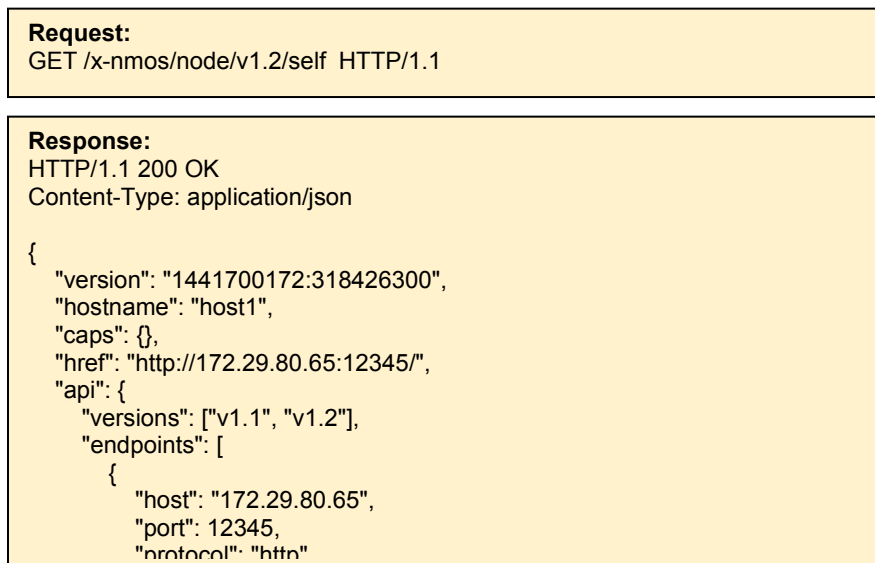 Request:
GET /x-nmos/node/v1.2/self  HTTP/1.1
Response:
HTTP/1.1 200 OK
Content-Type: application/json
{
"version": "1441700172:318426300",
"hostname": "host1",
"caps": {},
"href": "http://172.29.80.65:12345/",
"api": {
"versions": ["v1.1", "v1.2"],
"endpoints": [
{
"host": "172.29.80.65",
"port": 12345,
"protocol": "http"